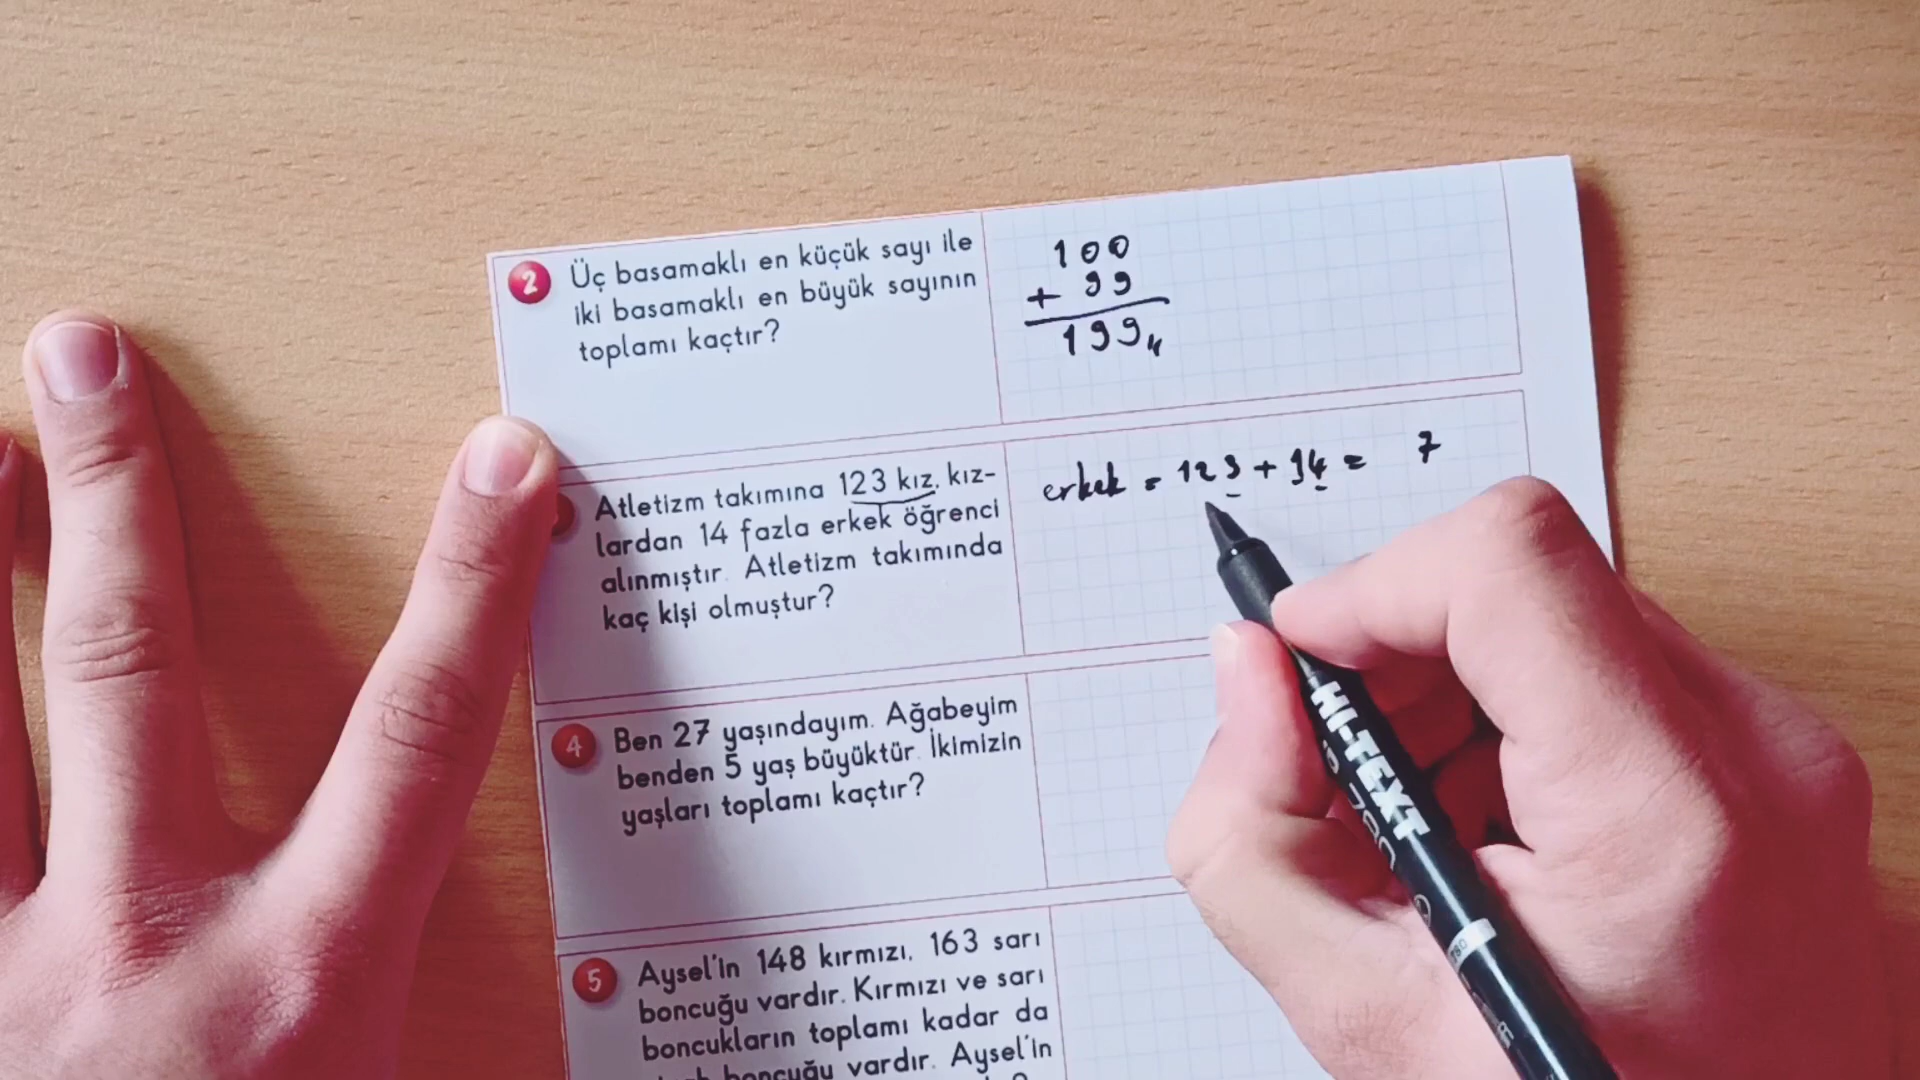 2 Üç basamaklı en küçük sayı ile
iki basamaklı en büyük sayının
toplamı kaçtır?
100
+ 99
199
Atletizm takımına 123 kız, kız-
lardan 14 fazla erkek öğrenci
alınmıştır. Atletizm takımında
kaç kişi olmuştur?
erkek = 123 + 14 = 7
4 Ben 27 yaşındayım. Ağabeyim
benden 5 yaş büyüktür. İkimizin
yaşları toplamı kaçtır?
5 Aysel'in 148 kırmızı, 163 sarı
boncuğu vardır. Kırmızı ve sarı
boncukların toplamı kadar da
boncuğu vardır. Aysel'in
HI-TEXT